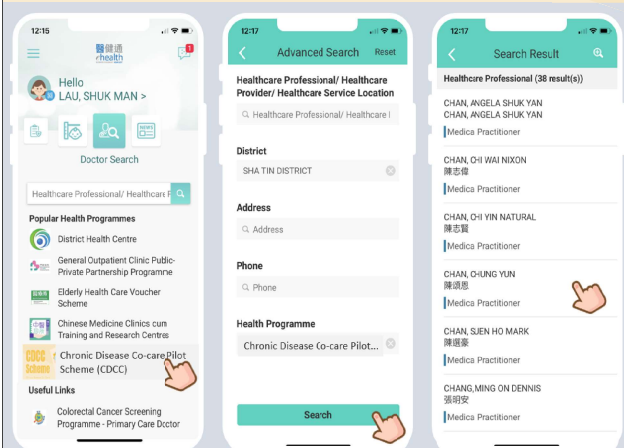 12:15
醫健通
ehealth
1
Hello
LAU, SHUK MAN >
NEWS
Doctor Search
Healthcare Professional/ Healthcare F
Popular Health Programmes
District Health Centre
General Outpatient Clinic Public-
Private Partnership Programme
Elderly Health Care Voucher
Scheme
Chinese Medicine Clinics cum
Training and Research Centres
CDCC
Scheme
Chronic Disease Co-care Pilot
Scheme (CDCC)
Useful Links
Colorectal Cancer Screening
Programme - Primary Care Doctor
12:17
Advanced Search
Reset
Healthcare Professional/ Healthcare
Provider/ Healthcare Service Location
Healthcare Professional/ Healthcare I
District
SHA TIN DISTRICT
Address
Address
Phone
Phone
Health Programme
Chronic Disease Co-care Pilot...
Search
12:17
Search Result
Healthcre Professional (38 result(s))
CHAN, ANGELA SHUK YAN
CHAN, ANGELA SHUK YAN
Medica Practitioner
CHAN, CHI WAI NIXON
陳志偉
Medica Practitioner
CHAN, CHI YIN NATURAL
陳志賢
Medica Practitioner
CHAN, CHUNG YUN
陳頌恩
Medica Practitioner
CHAN, SJEN HO MARK
陳選豪
Medica Practitioner
CHANG,MING ON DENNIS
張明安
Medica Practitioner